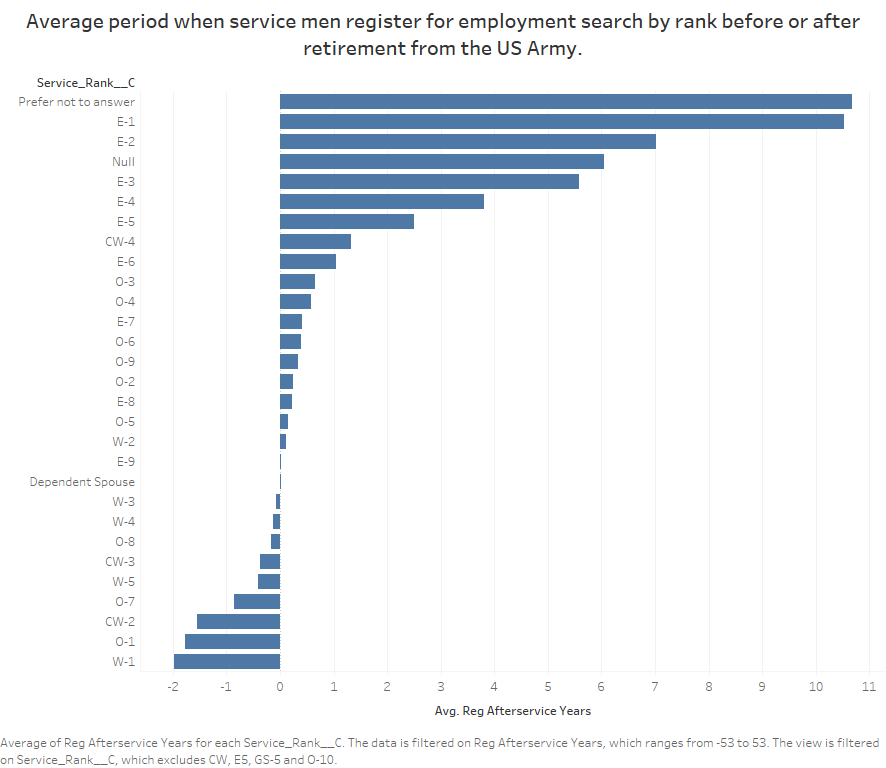 Average period when service men register for employment search by rank before or after
retirement from the US Army.
Service_Rank__C
Prefer not to answer
E-1
E-2
Null
E-3
E-4
E-5
CW-4
E-6
O-3
O-4
E-7
O-6
O-9
O-2
E-8
O-5
W-2
E-9
Dependent Spouse
W-3
W-4
O-8
CW-3
W-5
O-7
CW-2
O-1
W-1
-2 -1 0 1 2 3 4 5 6 7 8 9 10 11
Avg. Reg Afterservice Years
Average of Reg Afterservice Years for each Service_Rank__C. The data is filtered on Reg Afterservice Years, which ranges from -53 to 53. The view is filtered
on Service_Rank__C, which excludes CW, E5, GS-5 and O-10.